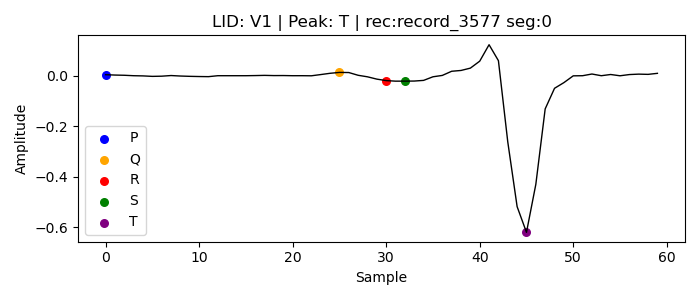 LID: V1 | Peak: T | rec:record_3577 seg:0
Amplitude
0.0
−0.2
−0.4
−0.6
P
Q
R
S
T
0 10 20 30 40 50 60
Sample